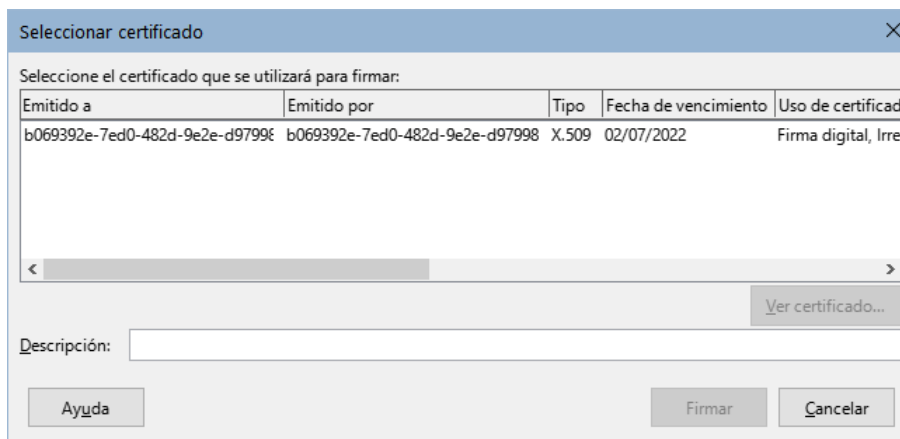 Seleccionar certificado
Seleccione el certificado que se utilizará para firmar:
Emitido a Emitido por Tipo Fecha de vencimiento Uso de certificad
b069392e-7ed0-482d-9e2e-d97998 b069392e-7ed0-482d-9e2e-d97998 X.509 02/07/2022 Firma digital, Irre
Ver certificado...
Descripción:
Ayuda Firmar Cancelar